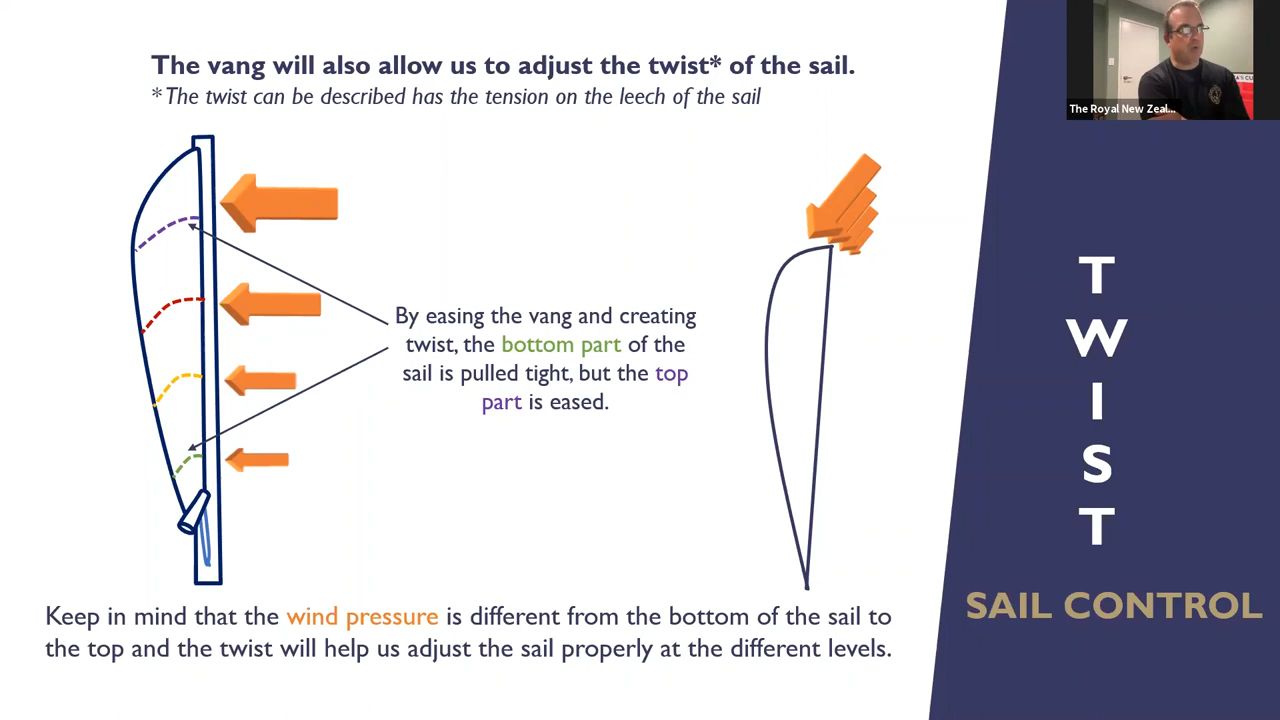 The vang will also allow us to adjust the twist* of the sail.
* The twist can be described has the tension on the leech of the sail
The Royal New Zeal...
By easing the vang and creating
twist, the bottom part of the
sail is pulled tight, but the top
part is eased.
Keep in mind that the wind pressure is different from the bottom of the sail to
the top and the twist will help us adjust the sail properly at the different levels.
T
W
I
S
T
SAIL CONTROL